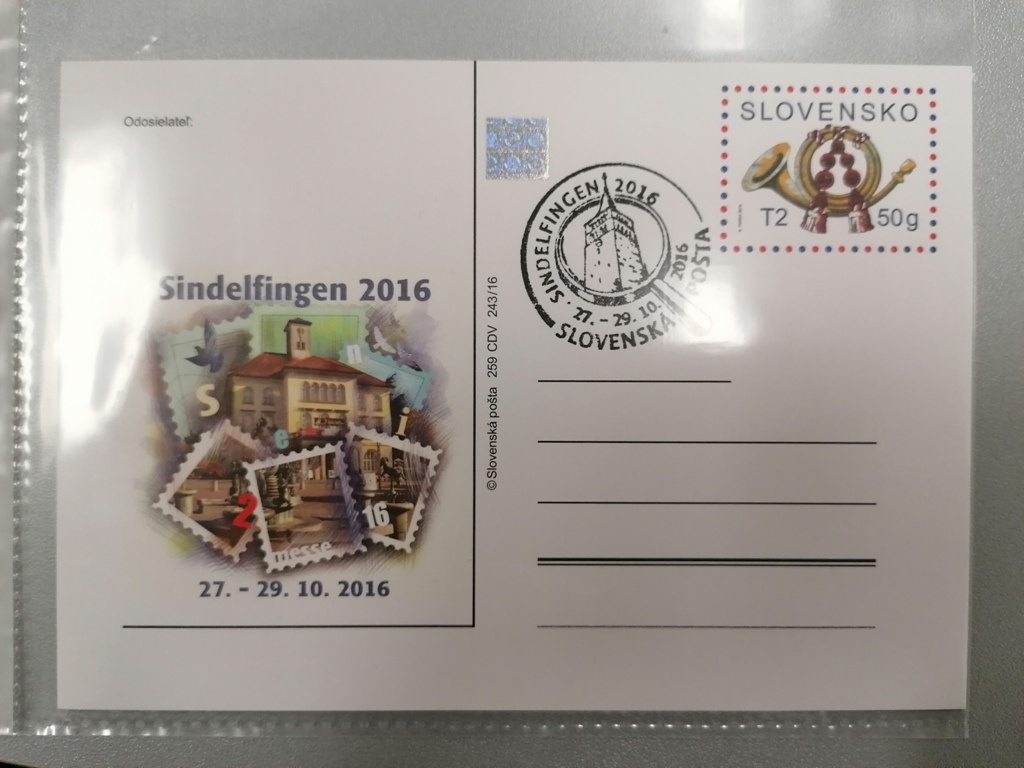 Odosielateľ:
SLOVENSKO
T2 50g
SINDELFINGEN 2016
27. - 29. 10. 2016
SLOVENSKÁ POŠTA
Sindelfingen 2016
S
n
e
i
2
16
messe
27. - 29. 10. 2016
©Slovenská pošta 259 CDV 243/16